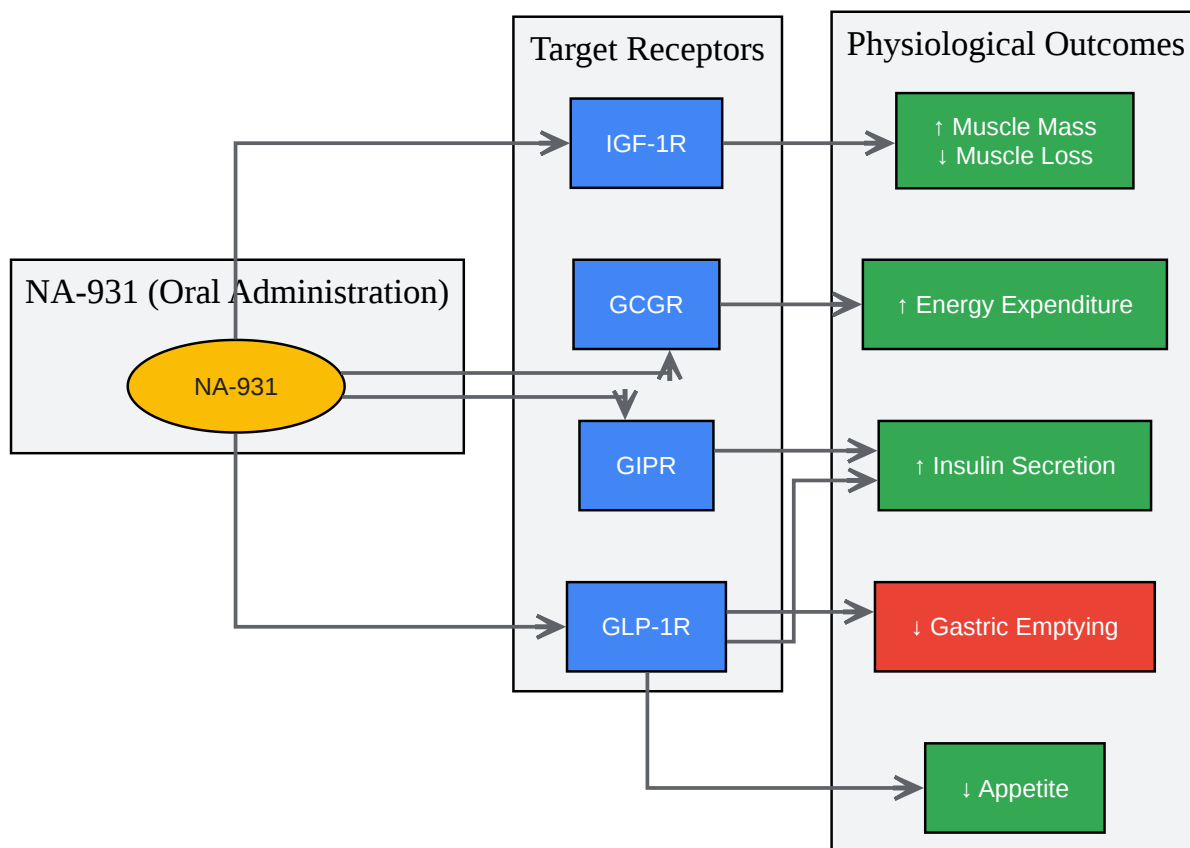 Target Receptors
Physiological Outcomes
IGF-1R
↑ Muscle Mass
↓ Muscle Loss
NA-931 (Oral Administration)
GCGR
↑ Energy Expenditure
NA-931
GIPR
↑ Insulin Secretion
GLP-1R
↓ Gastric Emptying
↓ Appetite